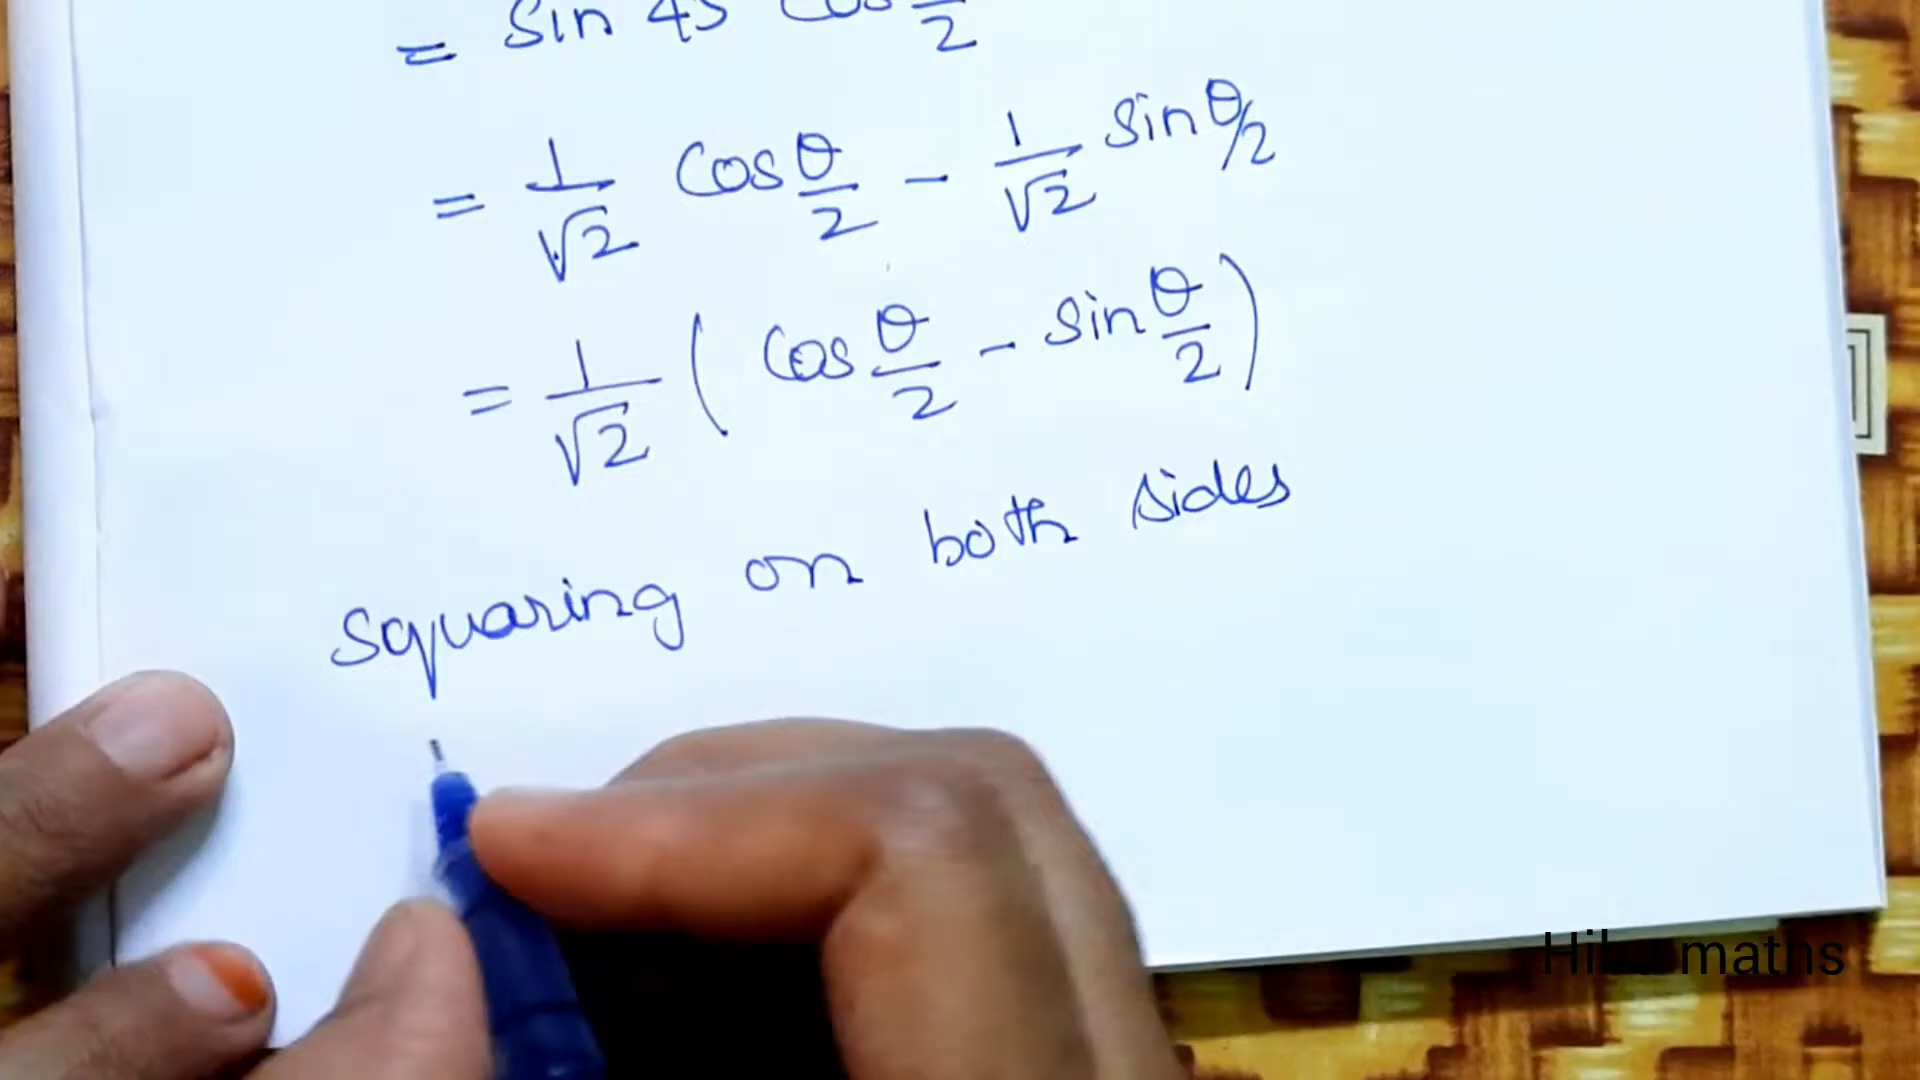 = Sin 45 cos θ/2
= 1/√2 cos θ/2 - 1/√2 sin θ/2
= 1/√2 ( cos θ/2 - sin θ/2 )
squaring on both sides
maths